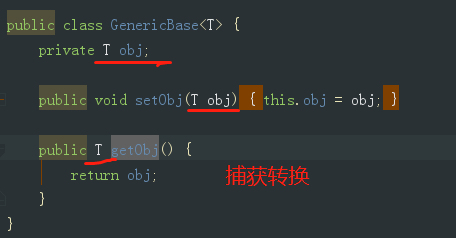 public class GenericBase<T> {
private T obj;
public void setObj(T obj) { this.obj = obj; }
public T getObj() {
return obj;
捕获转换
}
}